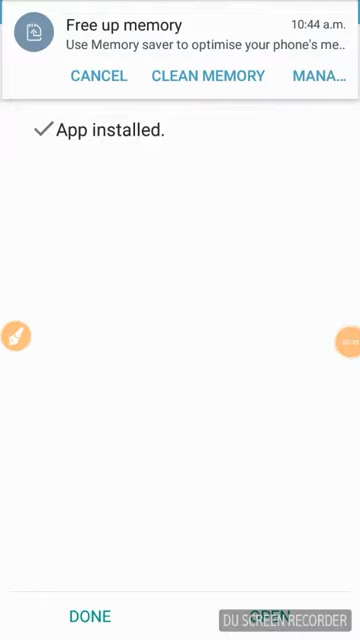 Free up memory
10:44 a.m.
Use Memory saver to optimise your phone's me..
CANCEL CLEAN MEMORY MANA...
App installed.
DONE OPEN
DU SCREEN RECORDER